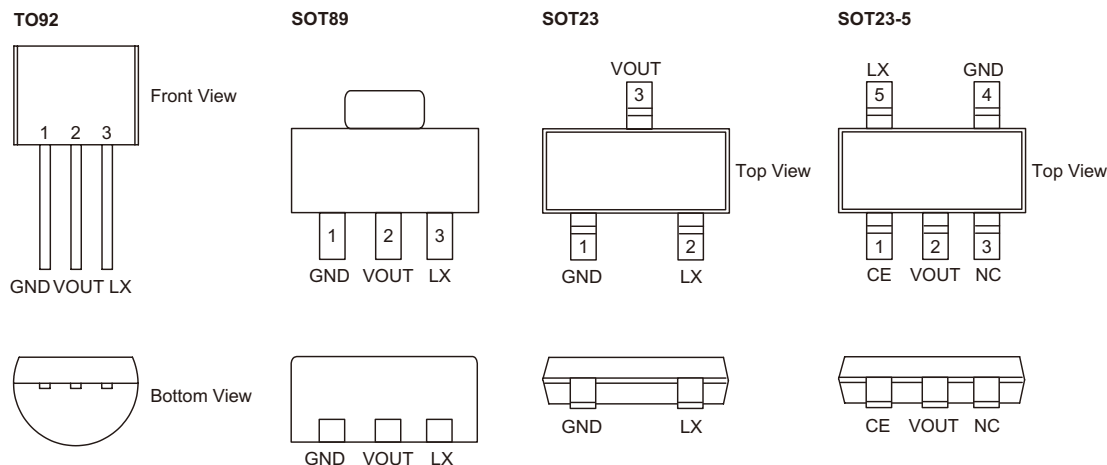 TO92
SOT89
SOT23
SOT23-5
Front View
1 2 3
GND VOUT LX
Bottom View
1 2 3
GND VOUT LX
GND VOUT LX
VOUT
3
Top View
1 2
GND LX
GND LX
LX GND
5 4
Top View
1 2 3
CE VOUT NC
CE VOUT NC